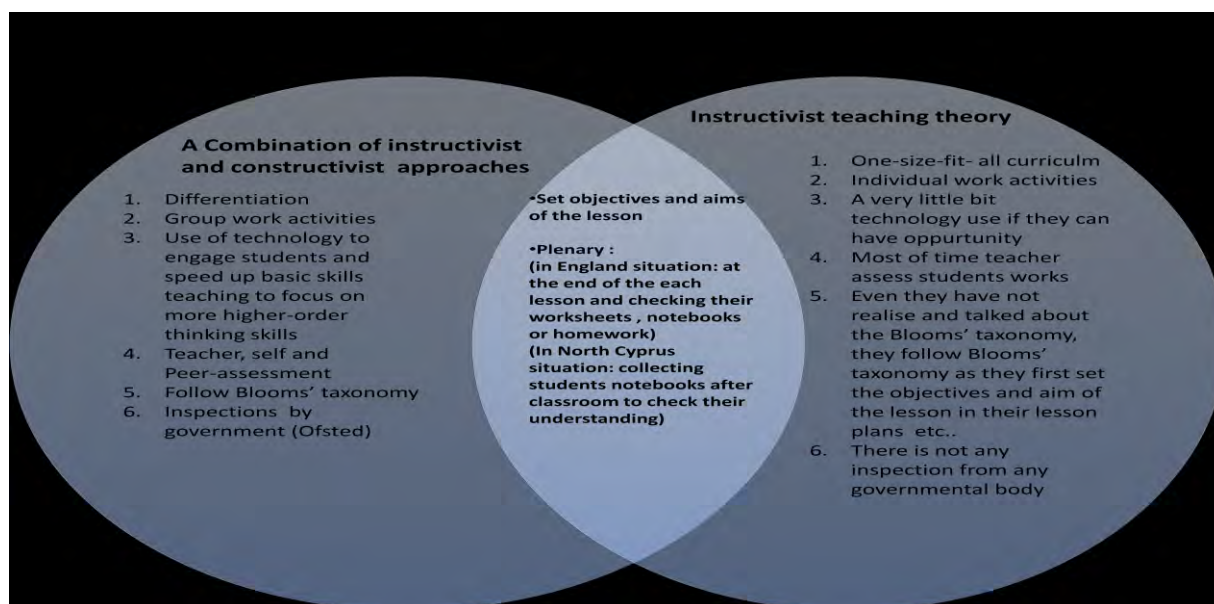 A Combination of instructivist
and constructivist approaches
1. Differentiation
2. Group work activities
3. Use of technology to
engage students and
speed up basic skills
teaching to focus on
more higher-order
thinking skills
4. Teacher, self and
Peer-assessment
5. Follow Blooms' taxonomy
6. Inspections by
government (Ofsted)
•Set objectives and aims
of the lesson
•Plenary :
(in England situation: at
the end of the each
lesson and checking their
worksheets , notebooks
or homework)
(In North Cyprus
situation: collecting
students notebooks after
classroom to check their
understanding)
Instructivist teaching theory
1. One-size-fit- all curriculm
2. Individual work activities
3. A very little bit
technology use if they can
have oppurtunity
4. Most of time teacher
assess students works
5. Even they have not
realise and talked about
the Blooms' taxonomy,
they follow Blooms'
taxonomy as they first set
the objectives and aim of
the lesson in their lesson
plans etc..
6. There is not any
inspection from any
governmental body